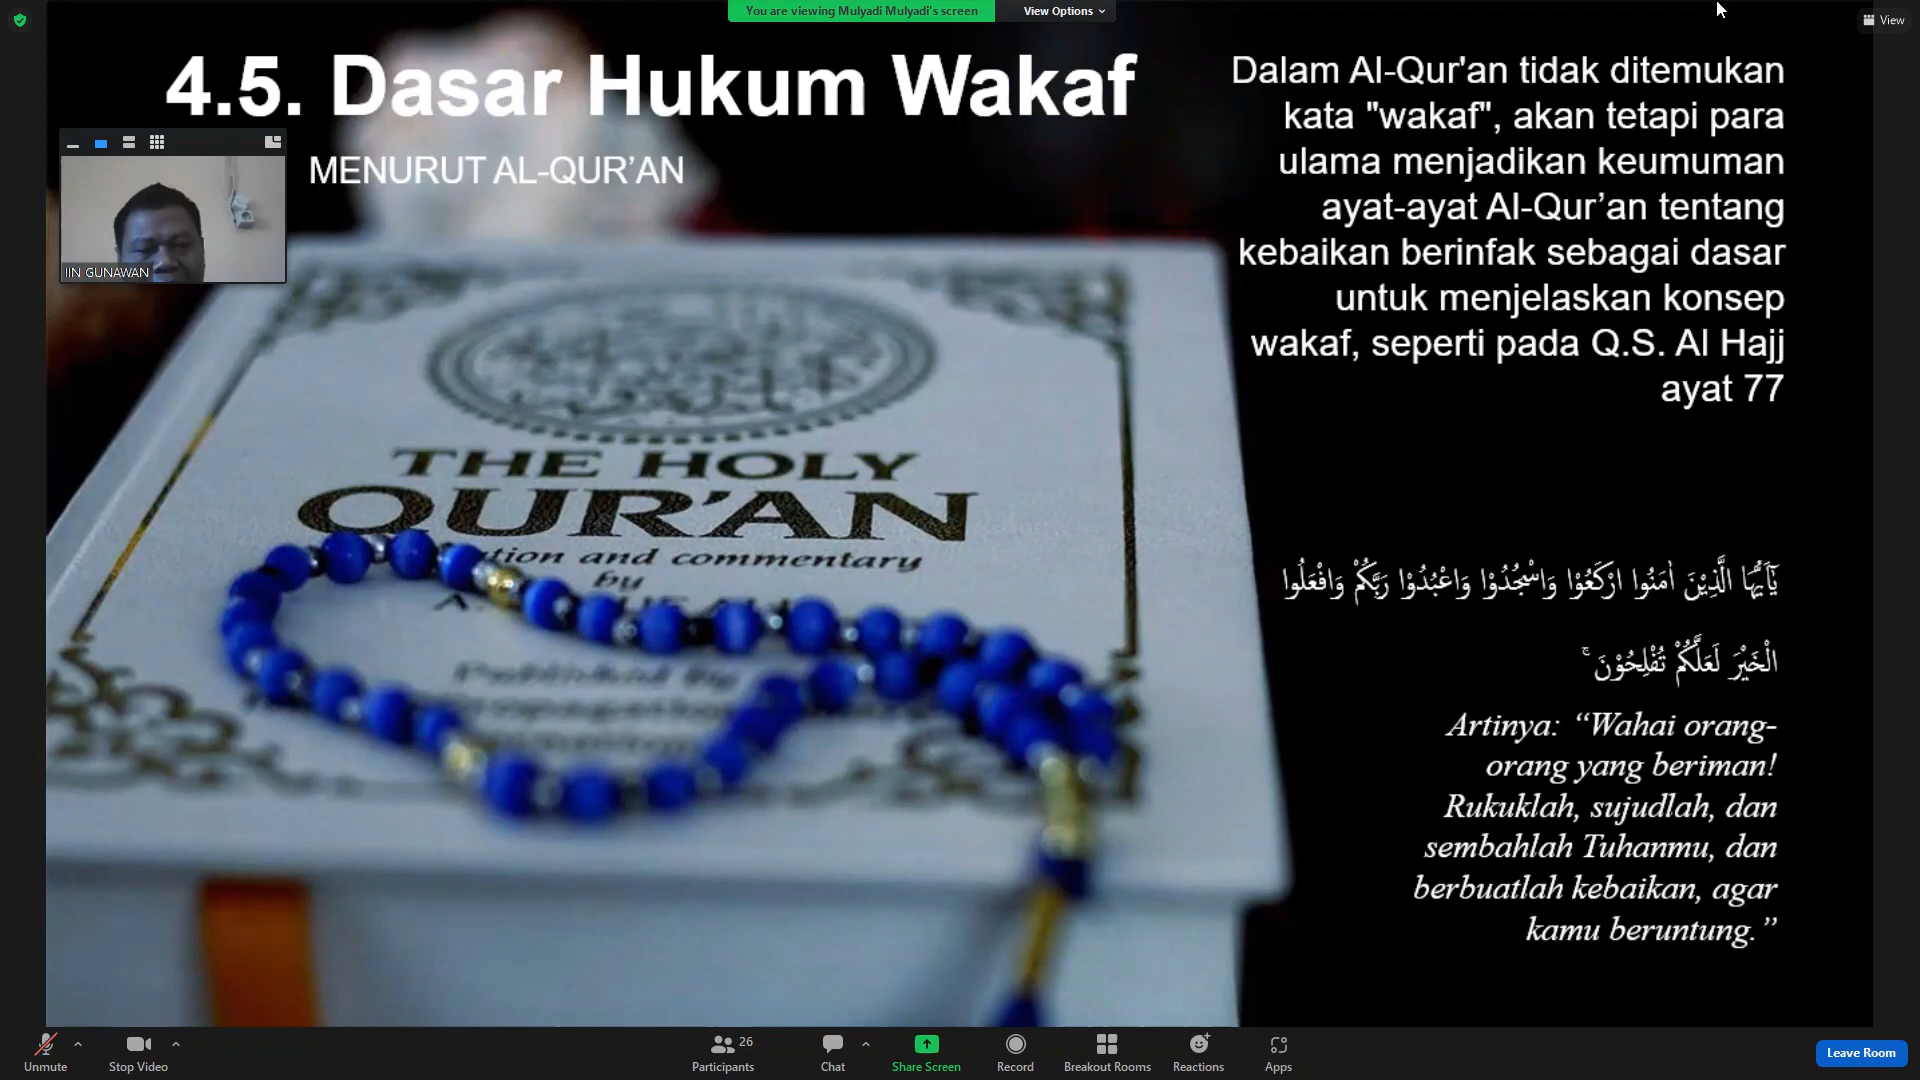 You are viewing Mulyadi Mulyadi's screen
View Options
View
4.5. Dasar Hukum Wakaf
MENURUT AL-QUR’AN
IIN GUNAWAN
Dalam Al-Qur'an tidak ditemukan
kata "wakaf", akan tetapi para
ulama menjadikan keumuman
ayat-ayat Al-Qur’an tentang
kebaikan berinfak sebagai dasar
untuk menjelaskan konsep
wakaf, seperti pada Q.S. Al Hajj
ayat 77
THE HOLY
QUR'AN
and commentary
by
Published by
يٰٓاَيُّهَا الَّذِيْنَ اٰمَنُوا ارْكَعُوْا وَاسْجُدُوْا وَاعْبُدُوْا رَبَّكُمْ وَافْعَلُوا
الْخَيْرَ لَعَلَّكُمْ تُفْلِحُوْنَ ۚ
Artinya: “Wahai orang-
orang yang beriman!
Rukuklah, sujudlah, dan
sembahlah Tuhanmu, dan
berbuatlah kebaikan, agar
kamu beruntung.”
Unmute
Stop Video
26
Participants
Chat
Share Screen
Record
Breakout Rooms
Reactions
Apps
Leave Room